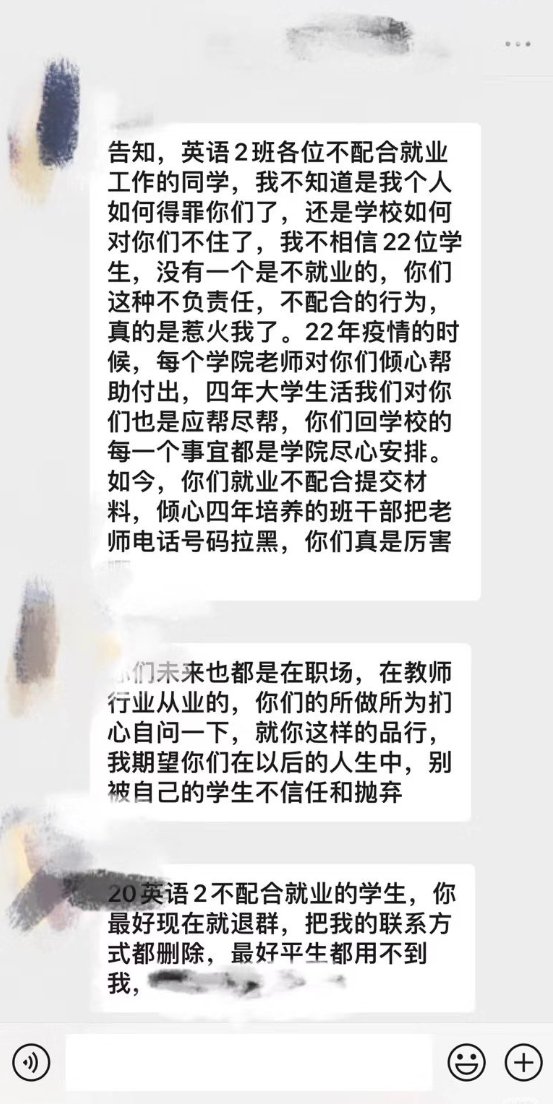 告知，英语2班各位不配合就业
工作的同学，我不知道是我个人
如何得罪你们了，还是学校如何
对你们不住了，我不相信22位学
生，没有一个是不就业的，你们
这种不负责任，不配合的行为，
真的是惹火我了。22年疫情的时
候，每个学院老师对你们倾心帮
助付出，四年大学生活我们对你
们也是应帮尽帮，你们回学校的
每一个事宜都是学院尽心安排。
如今，你们就业不配合提交材
料，倾心四年培养的班干部把老
师电话号码拉黑，你们真是厉害
你们未来也都是在职场，在教师
行业从业的，你们的所做所为扪
心自问一下，就你这样的品行，
我期望你们在以后的人生中，别
被自己的学生不信任和抛弃
20英语2不配合就业的学生，你
最好现在就退群，把我的联系方
式都删除，最好平生都用不到
我，